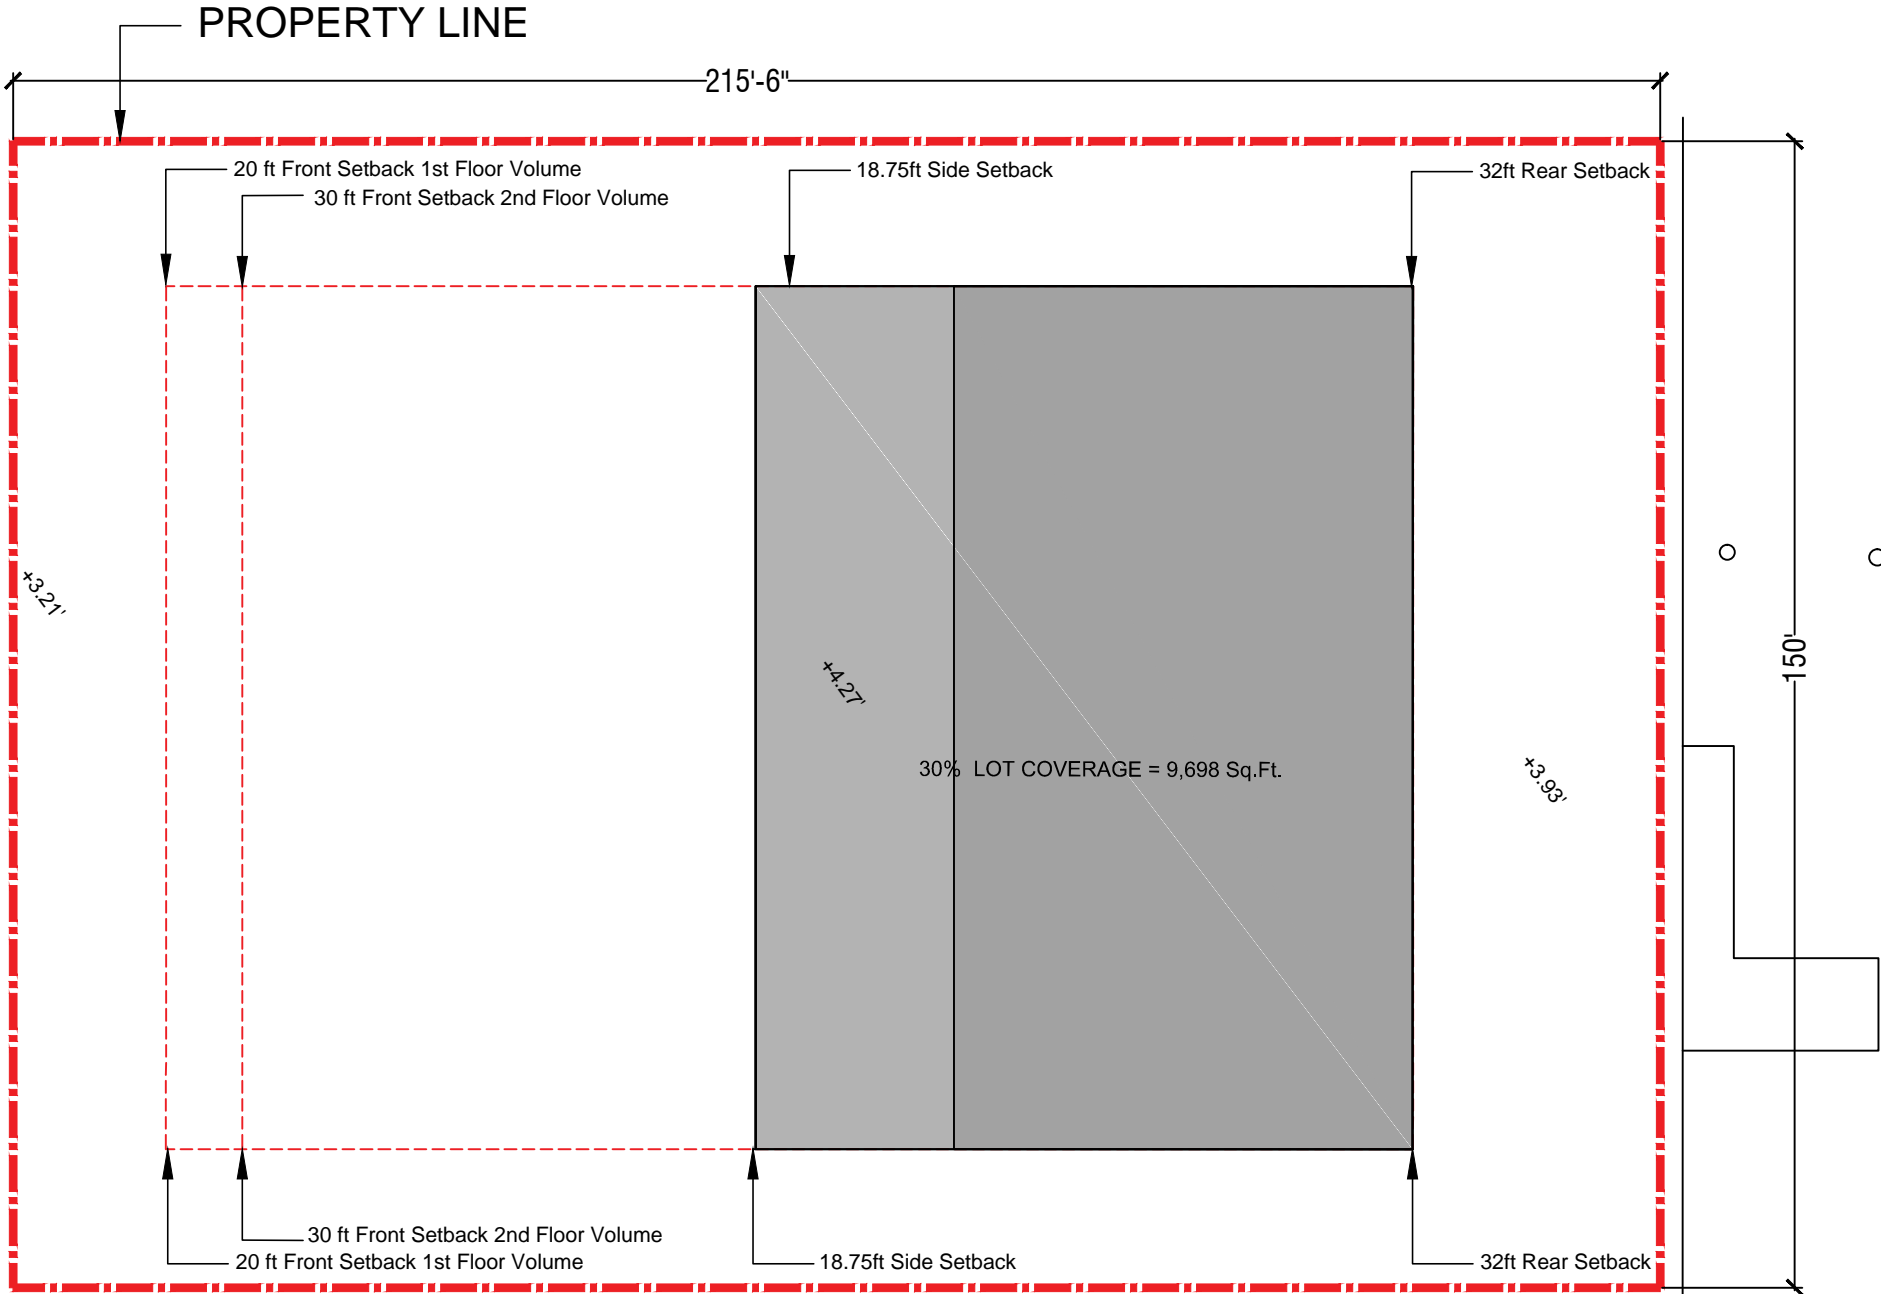 PROPERTY LINE
215'-6"
20 ft Front Setback 1st Floor Volume
18.75ft Side Setback
32ft Rear Setback
30 ft Front Setback 2nd Floor Volume
+3.21'
150'
+4.27'
30% LOT COVERAGE = 9,698 Sq.Ft.
+3.93'
30 ft Front Setback 2nd Floor Volume
20 ft Front Setback 1st Floor Volume
18.75ft Side Setback
32ft Rear Setback